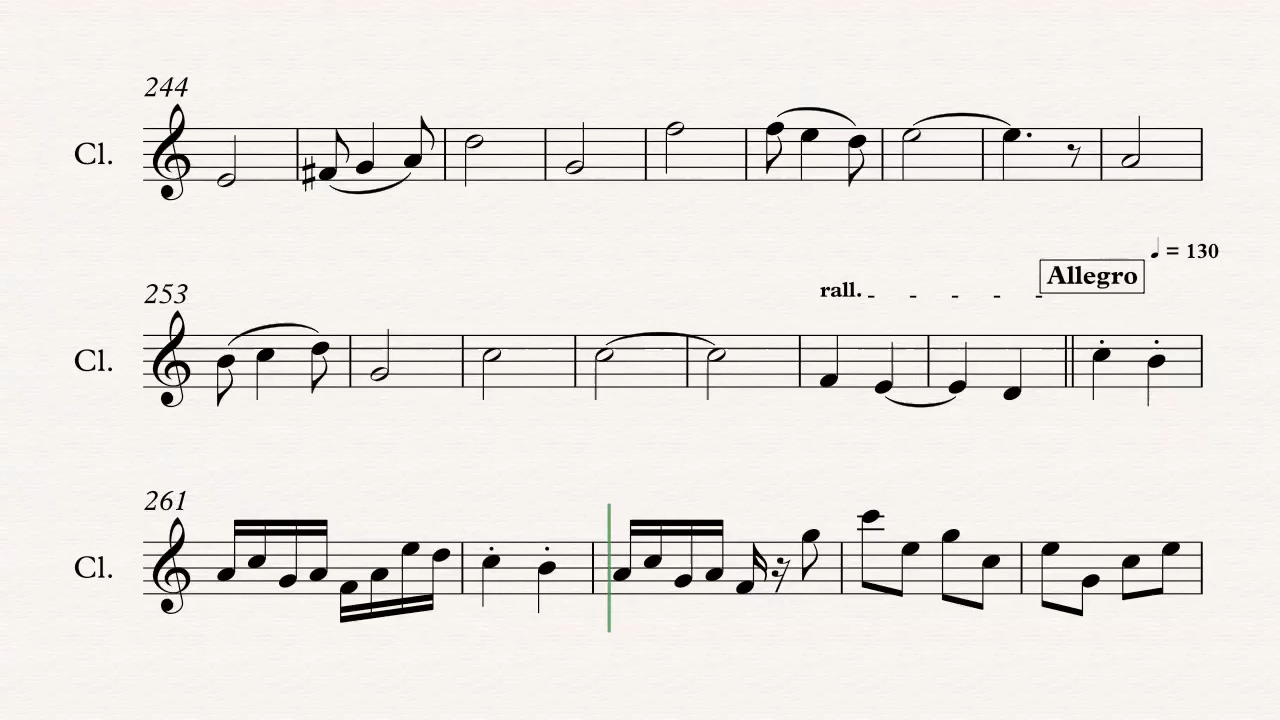 244
Cl.
♩ = 130
Allegro
rall.
253
Cl.
261
Cl.